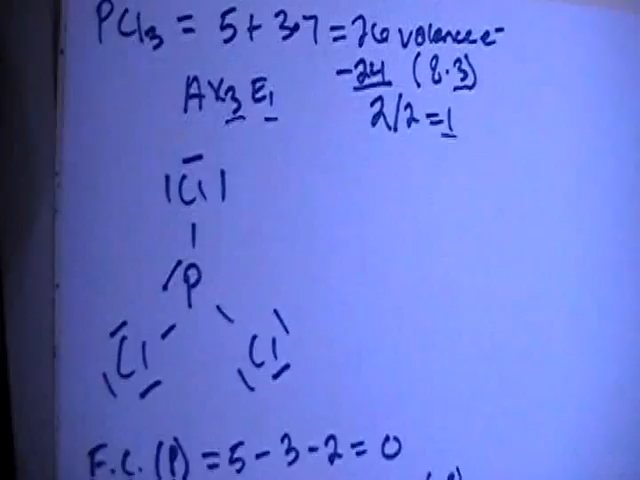 PCl3 = 5 + 3·7 = 26 valence e-
AX3E1
-24 (8·3)
2/2 = 1
Cl
P
Cl Cl
F.C. (P) = 5 - 3 - 2 = 0